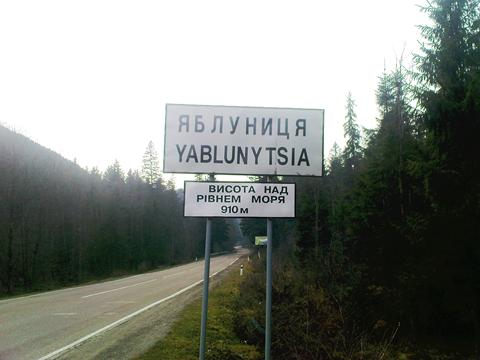 ЯБЛУНИЦЯ
YABLUNYTSIA
ВИСОТА НАД
РІВНЕМ МОРЯ
910 м